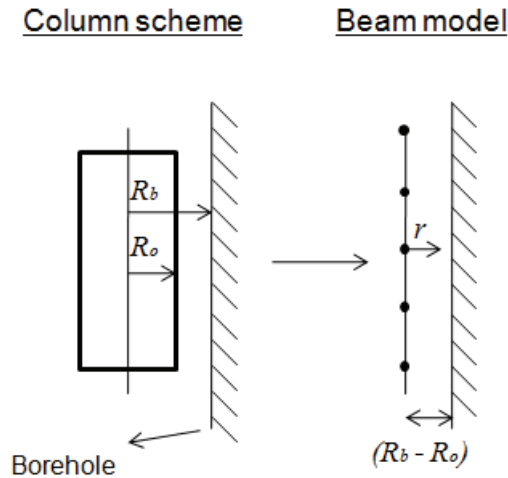 Column scheme
Beam model
Rb
Ro
r
(Rb - Ro)
Borehole